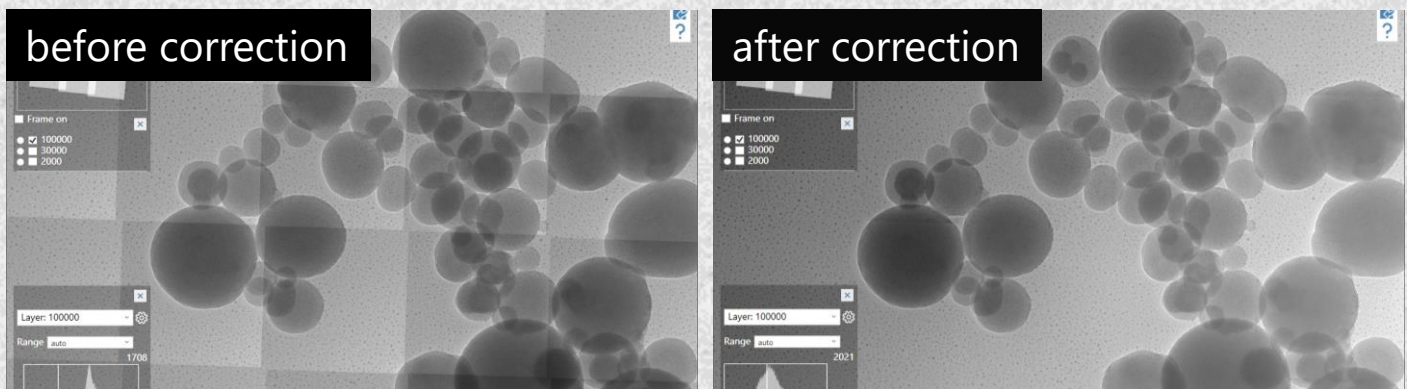 before correction
?
Frame on
100000
30000
2000
Layer: 100000
Range auto
1708
after correction
?
Frame on
100000
30000
2000
Layer: 100000
Range auto
2021